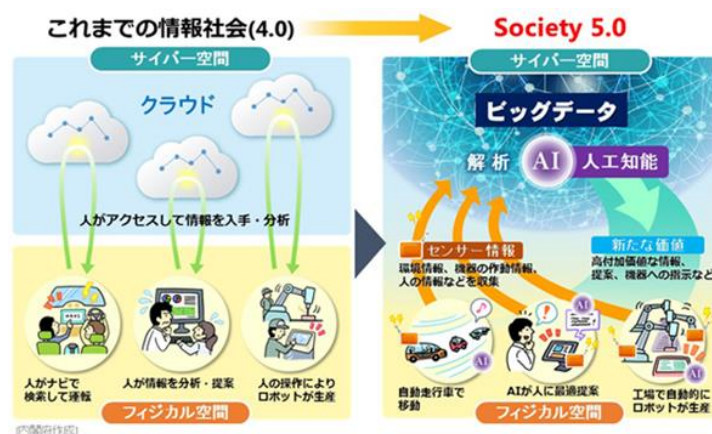 これまでの情報社会(4.0)
Society 5.0
サイバー空間
クラウド
人がアクセスして情報を入手・分析
人がナビで
検索して運転
人が情報を分析・提案
人の操作により
ロボットが生産
フィジカル空間
サイバー空間
ビッグデータ
解析 AI 人工知能
センサー情報
環境情報、機器の作動情報、
人の情報などを収集
新たな価値
高付加価値な情報、
提案、機器への指示など
AI
自動走行車で
移動
AI
AIが人に最適提案
AI
工場で自動的に
ロボットが生産
フィジカル空間
[内閣府作成]